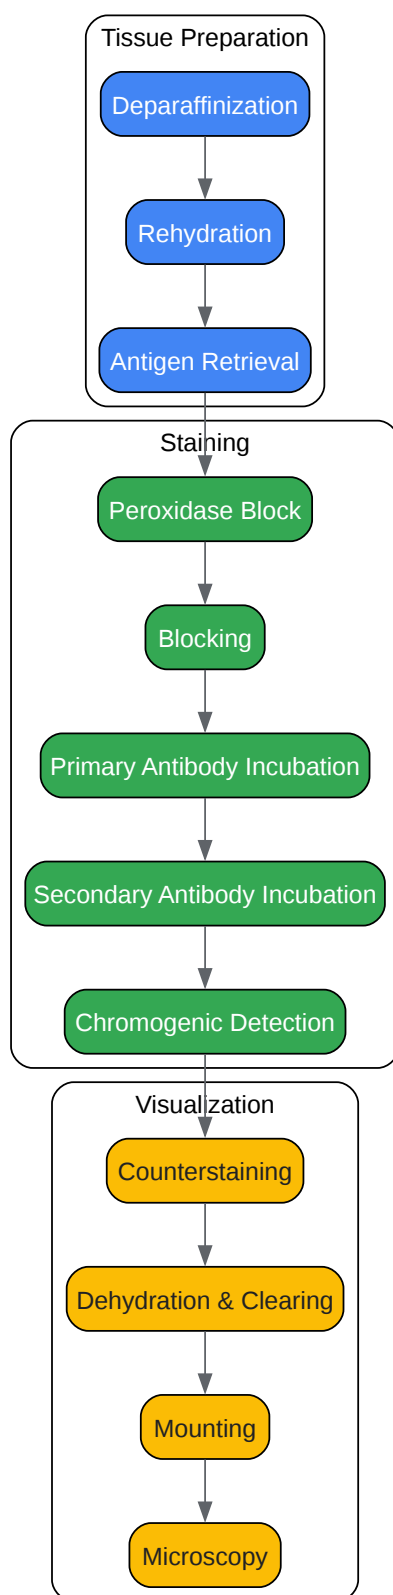 Tissue Preparation
Deparaffinization
Rehydration
Antigen Retrieval
Staining
Peroxidase Block
Blocking
Primary Antibody Incubation
Secondary Antibody Incubation
Chromogenic Detection
Visualization
Counterstaining
Dehydration & Clearing
Mounting
Microscopy